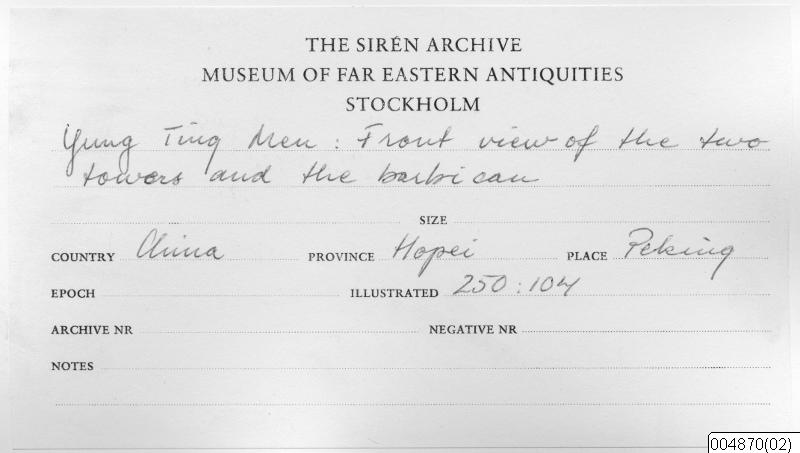 THE SIRÉN ARCHIVE
MUSEUM OF FAR EASTERN ANTIQUITIES
STOCKHOLM
Yung Ting Men: Front view of the two
towers and the barbican
SIZE
COUNTRY China PROVINCE Hopei PLACE Peking
EPOCH ILLUSTRATED 250:104
ARCHIVE NR NEGATIVE NR
NOTES
004870(02)